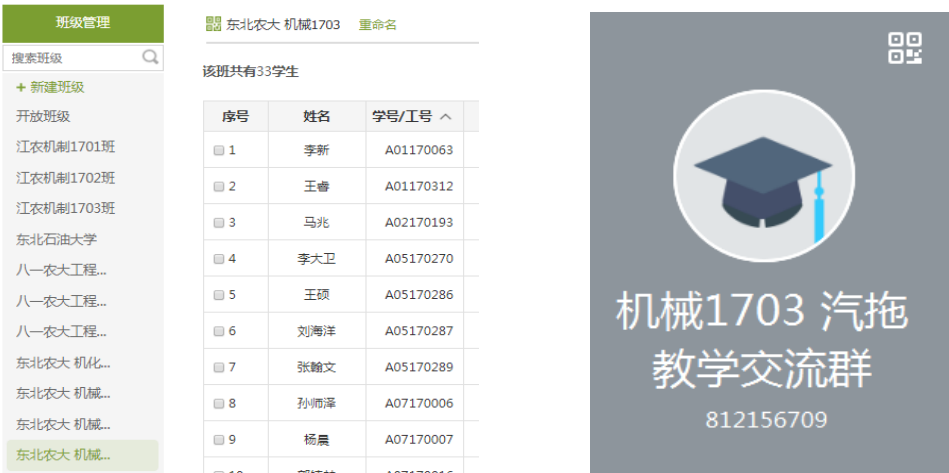 班级管理
搜索班级
+ 新建班级
开放班级
江农机制1701班
江农机制1702班
江农机制1703班
东北石油大学
八一农大工程...
八一农大工程...
八一农大工程...
东北农大 机化...
东北农大 机械...
东北农大 机械...
东北农大 机械...
东北农大 机械1703 重命名
该班共有33学生
序号 姓名 学号/工号
1 李新 A01170063
2 王睿 A01170312
3 马兆 A02170193
4 李大卫 A05170270
5 王硕 A05170286
6 刘海洋 A05170287
7 张翰文 A05170289
8 孙师泽 A07170006
9 杨晨 A07170007
机械1703 汽拖
教学交流群
812156709